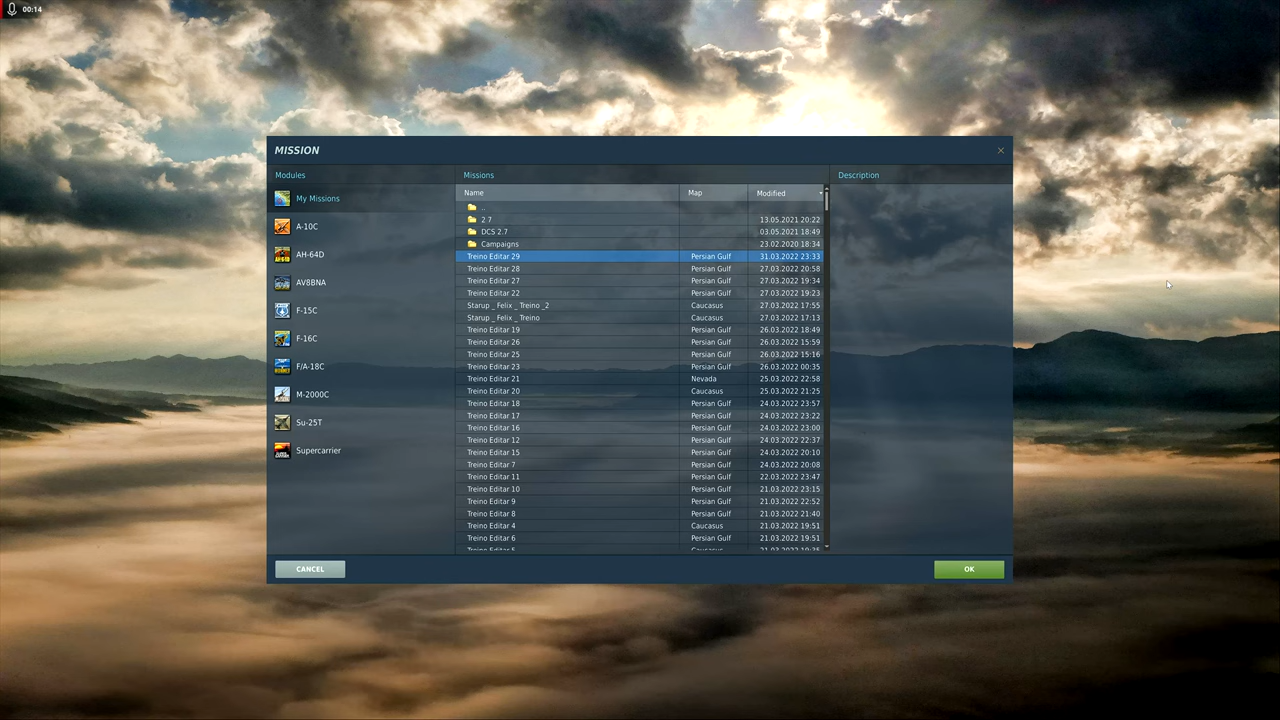 00:14
MISSION
Modules Missions Description
My Missions
A-10C
AH-64D
AV8BNA
F-15C
F-16C
F/A-18C
M-2000C
Su-25T
Supercarrier
Name Map Modified
..
2 7 13.05.2021 20:22
DCS 2.7 03.05.2021 18:49
Campaigns 23.02.2020 18:34
Treino Editar 29 Persian Gulf 31.03.2022 23:33
Treino Editar 28 Persian Gulf 27.03.2022 20:58
Treino Editar 27 Persian Gulf 27.03.2022 19:34
Treino Editar 22 Persian Gulf 27.03.2022 19:23
Starup _ Felix _ Treino _2 Caucasus 27.03.2022 17:55
Starup _ Felix _ Treino Caucasus 27.03.2022 17:13
Treino Editar 19 Persian Gulf 26.03.2022 18:49
Treino Editar 26 Persian Gulf 26.03.2022 15:59
Treino Editar 25 Persian Gulf 26.03.2022 15:16
Treino Editar 23 Persian Gulf 26.03.2022 00:35
Treino Editar 21 Nevada 25.03.2022 22:58
Treino Editar 20 Caucasus 25.03.2022 21:25
Treino Editar 18 Persian Gulf 24.03.2022 23:57
Treino Editar 17 Persian Gulf 24.03.2022 23:22
Treino Editar 16 Persian Gulf 24.03.2022 23:00
Treino Editar 12 Persian Gulf 24.03.2022 22:37
Treino Editar 15 Persian Gulf 24.03.2022 20:10
Treino Editar 7 Persian Gulf 24.03.2022 20:08
Treino Editar 11 Persian Gulf 22.03.2022 23:47
Treino Editar 10 Persian Gulf 21.03.2022 23:15
Treino Editar 9 Persian Gulf 21.03.2022 22:52
Treino Editar 8 Persian Gulf 21.03.2022 21:40
Treino Editar 4 Caucasus 21.03.2022 19:51
Treino Editar 6 Persian Gulf 21.03.2022 19:51
Treino Editar 5 Caucasus 21.03.2022 19:35
CANCEL OK